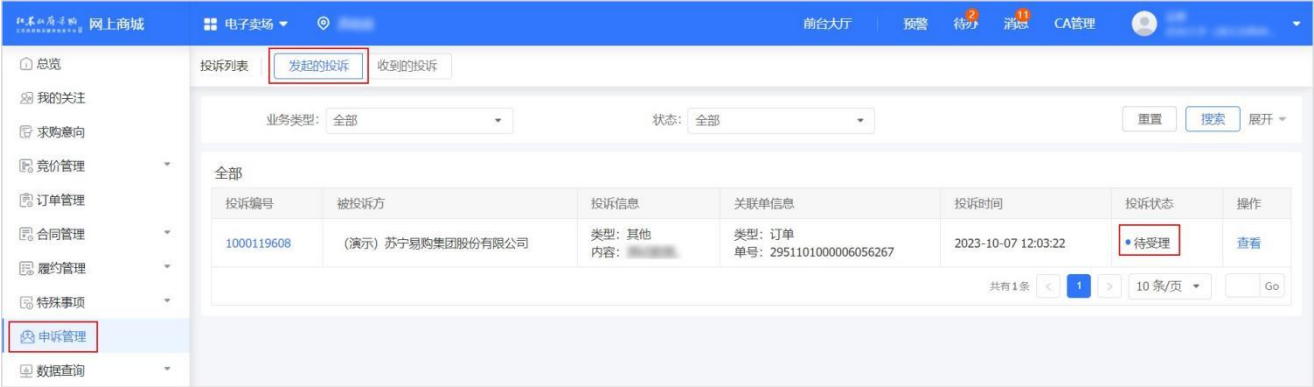 网上商城
电子卖场
前台大厅
预警
待办
2
消息
11
CA管理
总览
我的关注
求购意向
竞价管理
订单管理
合同管理
履约管理
特殊事项
申诉管理
数据查询
投诉列表
发起的投诉
收到的投诉
业务类型: 全部
状态: 全部
重置
搜索
展开
全部
投诉编号 被投诉方 投诉信息 关联单信息 投诉时间 投诉状态 操作
1000119608
(演示) 苏宁易购集团股份有限公司
类型: 其他
内容:
类型: 订单
单号: 2951101000006056267
2023-10-07 12:03:22
待受理
查看
共有1条 < 1 > 10 条/页 Go